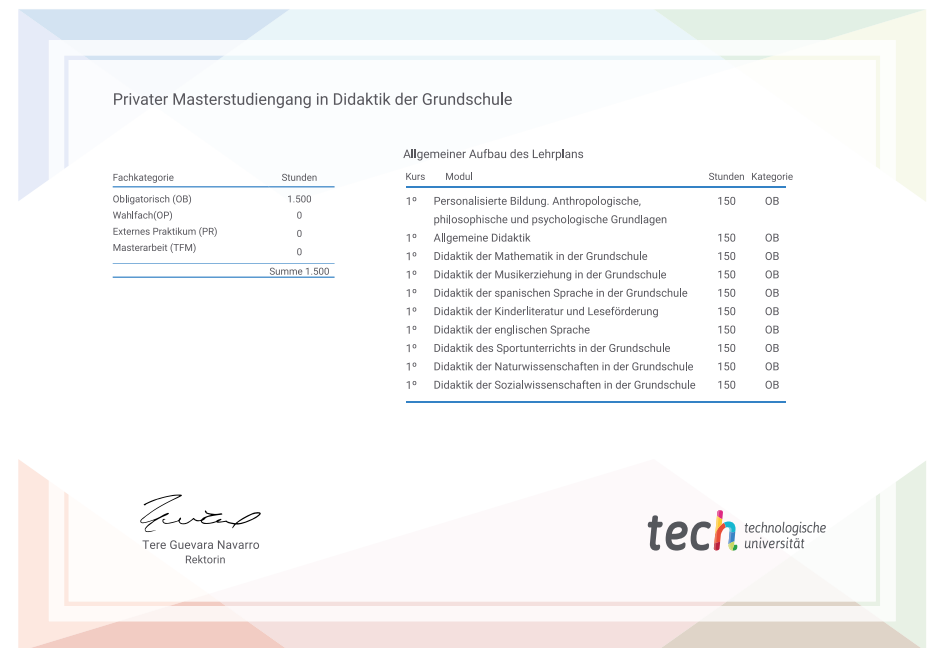 Privater Masterstudiengang in Didaktik der Grundschule
Fachkategorie Stunden
Obligatorisch (OB) 1.500
Wahlfach(OP) 0
Externes Praktikum (PR) 0
Masterarbeit (TFM) 0
Summe 1.500
Allgemeiner Aufbau des Lehrplans
Kurs Modul Stunden Kategorie
1º Personalisierte Bildung. Anthropologische, 150 OB
philosophische und psychologische Grundlagen
1º Allgemeine Didaktik 150 OB
1º Didaktik der Mathematik in der Grundschule 150 OB
1º Didaktik der Musikerziehung in der Grundschule 150 OB
1º Didaktik der spanischen Sprache in der Grundschule 150 OB
1º Didaktik der Kinderliteratur und Leseförderung 150 OB
1º Didaktik der englischen Sprache 150 OB
1º Didaktik des Sportunterrichts in der Grundschule 150 OB
1º Didaktik der Naturwissenschaften in der Grundschule 150 OB
1º Didaktik der Sozialwissenschaften in der Grundschule 150 OB
Tere Guevara Navarro
Rektorin
tech technologische
universität